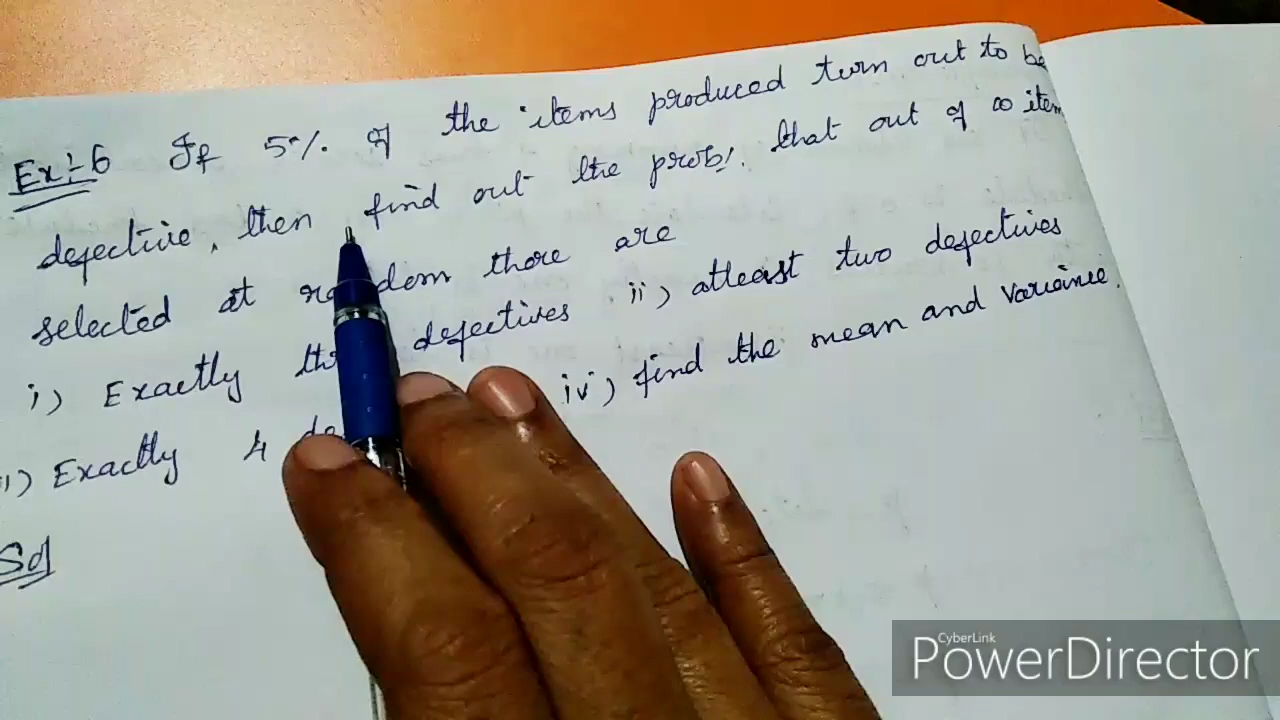 Ex:- 6 If 5% of the items produced turn out to be
defective, then find out the prob/. that out of item
selected at random there are
i) Exactly defectives ii) atleast two defectives
Exactly 4 iv) find the mean and variance.
Sol
CyberLink
PowerDirector